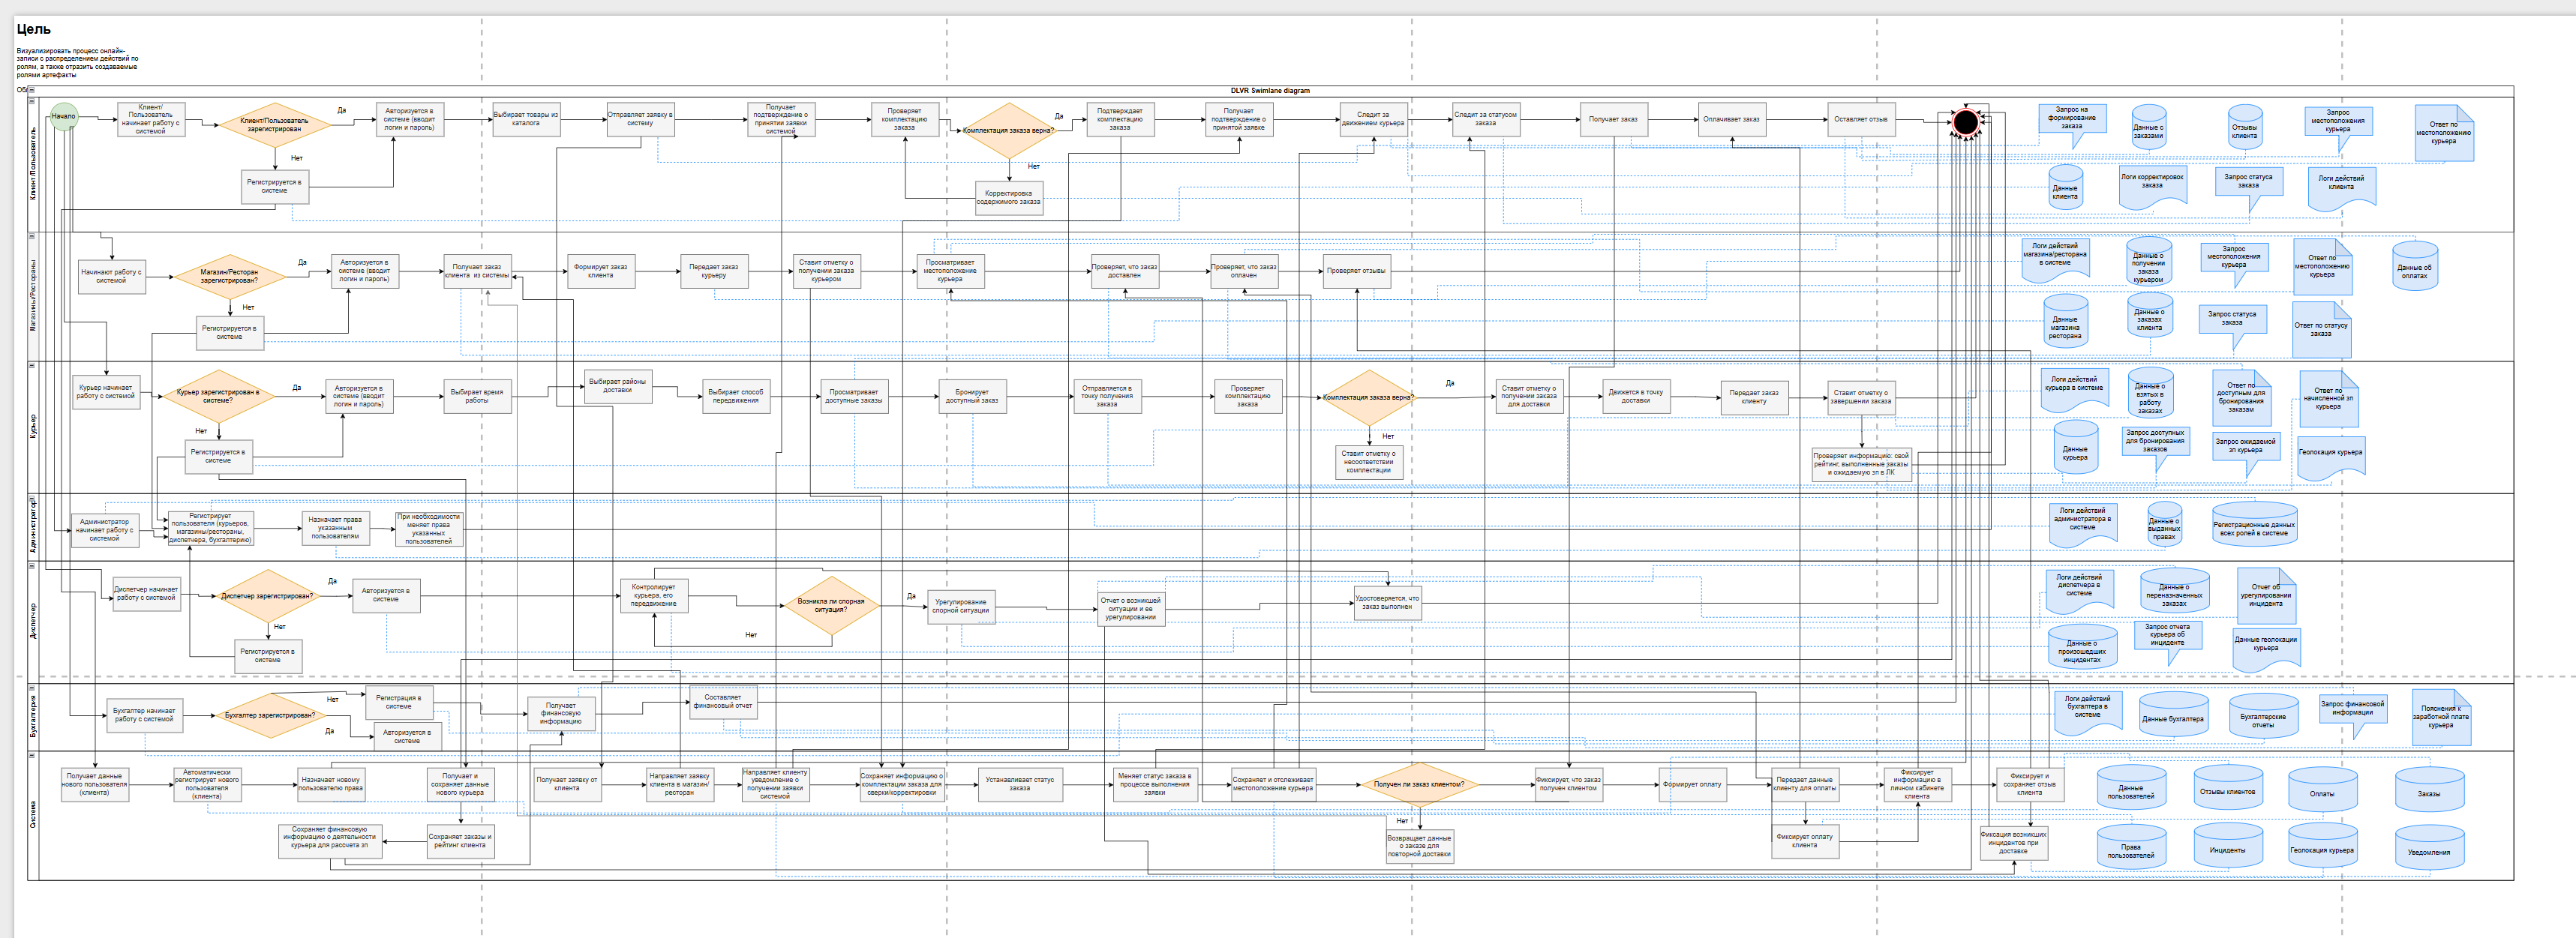 Цель
Визуализировать процесс онлайн-
записи с распределением действий по
ролям, а также отразить создаваемые
ролями артефакты
DLVR Swimlane diagram
Клиент/Пользователь
Начало
Клиент/
Пользователь
начинает работу с
системой
Клиент/Пользователь
зарегистрирован
Да
Нет
Регистрируется в
системе
Авторизуется в
системе (вводит
логин и пароль)
Выбирает товары из
каталога
Отправляет заявку в
систему
Получает
подтверждение о
принятии заявки
системой
Проверяет
комплектацию
заказа
Комплектация заказа верна?
Да
Нет
Корректировка
содержимого заказа
Подтверждает
комплектацию
заказа
Получает
подтверждение о
принятой заявке
Следит за
движением курьера
Следит за статусом
заказа
Получает заказ
Оплачивает заказ
Оставляет отзыв
Запрос на
формирование
заказа
Данные с
заказами
Отзывы
клиента
Запрос
местоположения
курьера
Ответ по
местоположению
курьера
Данные
клиента
Логи корректировок
заказа
Запрос статуса
заказа
Логи действий
клиента
Магазины/Рестораны
Начинают работу с
системой
Магазин/Ресторан
зарегистрирован?
Да
Нет
Регистрируется в
системе
Авторизуется в
системе (вводит
логин и пароль)
Получает заказ
клиента из системы
Формирует заказ
клиента
Передает заказ
курьеру
Ставит отметку о
получении заказа
курьером
Просматривает
местоположение
курьера
Проверяет, что заказ
доставлен
Проверяет, что заказ
оплачен
Проверяет отзывы
Логи действий
магазина/ресторана
в системе
Данные о
получении
заказа
курьером
Запрос
местоположения
курьера
Ответ по
местоположению
курьера
Данные об
оплатах
Данные
магазина
ресторана
Данные о
заказах
клиента
Запрос статуса
заказа
Ответ по статусу
заказа
Курьер
Курьер начинает
работу с системой
Курьер зарегистрирован в
системе?
Да
Нет
Регистрируется в
системе
Авторизуется в
системе (вводит
логин и пароль)
Выбирает время
работы
Выбирает районы
доставки
Выбирает способ
передвижения
Просматривает
доступные заказы
Бронирует
доступный заказ
Отправляется в
точку получения
заказа
Проверяет
комплектацию
заказа
Комплектация заказа верна?
Да
Нет
Ставит отметку о
несоответствии
комплектации
Ставит отметку о
получении заказа
для доставки
Движется в точку
доставки
Передает заказ
клиенту
Ставит отметку о
завершении заказа
Проверяет информацию: свой
рейтинг, выполненные заказы
и ожидаемую зп в ЛК
Логи действий
курьера в системе
Данные о
взятых в
работу
заказах
Ответ по
доступным для
бронирования
заказам
Ответ по
начисленной зп
курьера
Данные
курьера
Запрос доступных
для бронирования
заказов
Запрос ожидаемой
зп курьера
Геолокация курьера
Администратор
Администратор
начинает работу с
системой
Регистрирует
пользователя (курьеров,
магазины/рестораны,
диспетчера, бухгалтерию)
Назначает права
указанным
пользователям
При необходимости
меняет права
указанных
пользователей
Логи действий
администратора в
системе
Данные о
выданных
правах
Регистрационные данных
всех ролей в системе
Диспетчер
Диспетчер начинает
работу с системой
Диспетчер зарегистрирован?
Да
Нет
Регистрируется в
системе
Авторизуется в
системе
Контролирует
курьера, его
передвижение
Возникла ли спорная
ситуация?
Да
Нет
Урегулирование
спорной ситуации
Отчет о возникшей
ситуации и ее
урегулировании
Удостоверяется, что
заказ выполнен
Логи действий
диспетчера в
системе
Данные о
переназначенных
заказах
Отчет об
урегулировании
инцидента
Данные о
произошедших
инцидентах
Запрос отчета
курьера об
инциденте
Данные геолокации
курьера
Бухгалтерия
Бухгалтер начинает
работу с системой
Бухгалтер зарегистрирован?
Нет
Да
Регистрация в
системе
Авторизуется в
системе
Получает
финансовую
информацию
Составляет
финансовый отчет
Логи действий
бухгалтера в
системе
Данные бухгалтера
Бухгалтерские
отчеты
Запрос финансовой
информации
Пояснения к
заработной плате
курьера
Система
Получает данные
нового пользователя
(клиента)
Автоматически
регистрирует нового
пользователя
(клиента)
Назначает новому
пользователю права
Получает и
сохраняет данные
нового курьера
Сохраняет финансовую
информацию о деятельности
курьера для рассчета зп
Сохраняет заказы и
рейтинг клиента
Получает заявку от
клиента
Направляет заявку
клиента в магазин/
ресторан
Направляет клиенту
уведомление о
получении заявки
системой
Сохраняет информацию о
комплектации заказа для
сверки/корректировки
Устанавливает статус
заказа
Меняет статус заказа в
процессе выполнения
заявки
Сохраняет и отслеживает
местоположение курьера
Получен ли заказ клиентом?
Нет
Возвращает данные
о заказе для
повторной доставки
Фиксирует, что заказ
получен клиентом
Формирует оплату
Передает данные
клиенту для оплаты
Фиксирует оплату
клиента
Фиксирует
информацию в
личном кабинете
клиента
Фиксирует и
сохраняет отзыв
клиента
Фиксация возникших
инцидентов при
доставке
Данные
пользователей
Отзывы клиентов
Оплаты
Заказы
Права
пользователей
Инциденты
Геолокация курьера
Уведомления